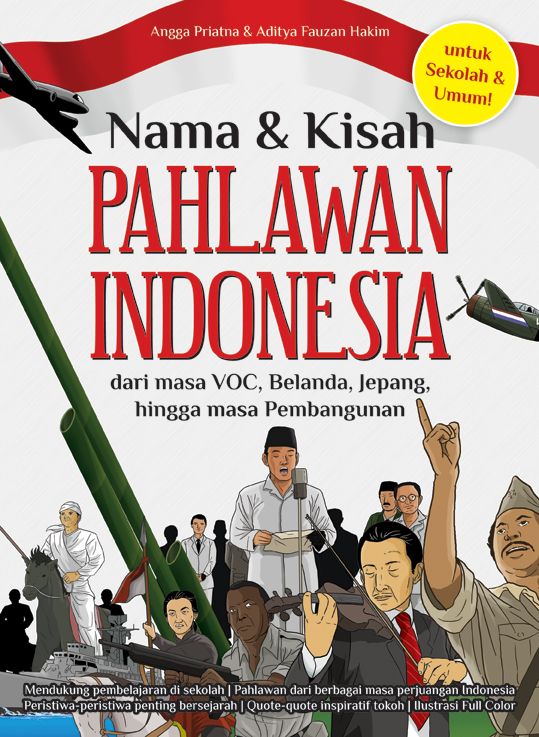 Angga Priatna & Aditya Fauzan Hakim
untuk
Sekolah &
Umum!
Nama & Kisah
PAHLAWAN
INDONESIA
dari masa VOC, Belanda, Jepang,
hingga masa Pembangunan
Mendukung pembelajaran di sekolah | Pahlawan dari berbagai masa perjuangan Indonesia
Peristiwa-peristiwa penting bersejarah | Quote-quote inspiratif tokoh | Ilustrasi Full Color